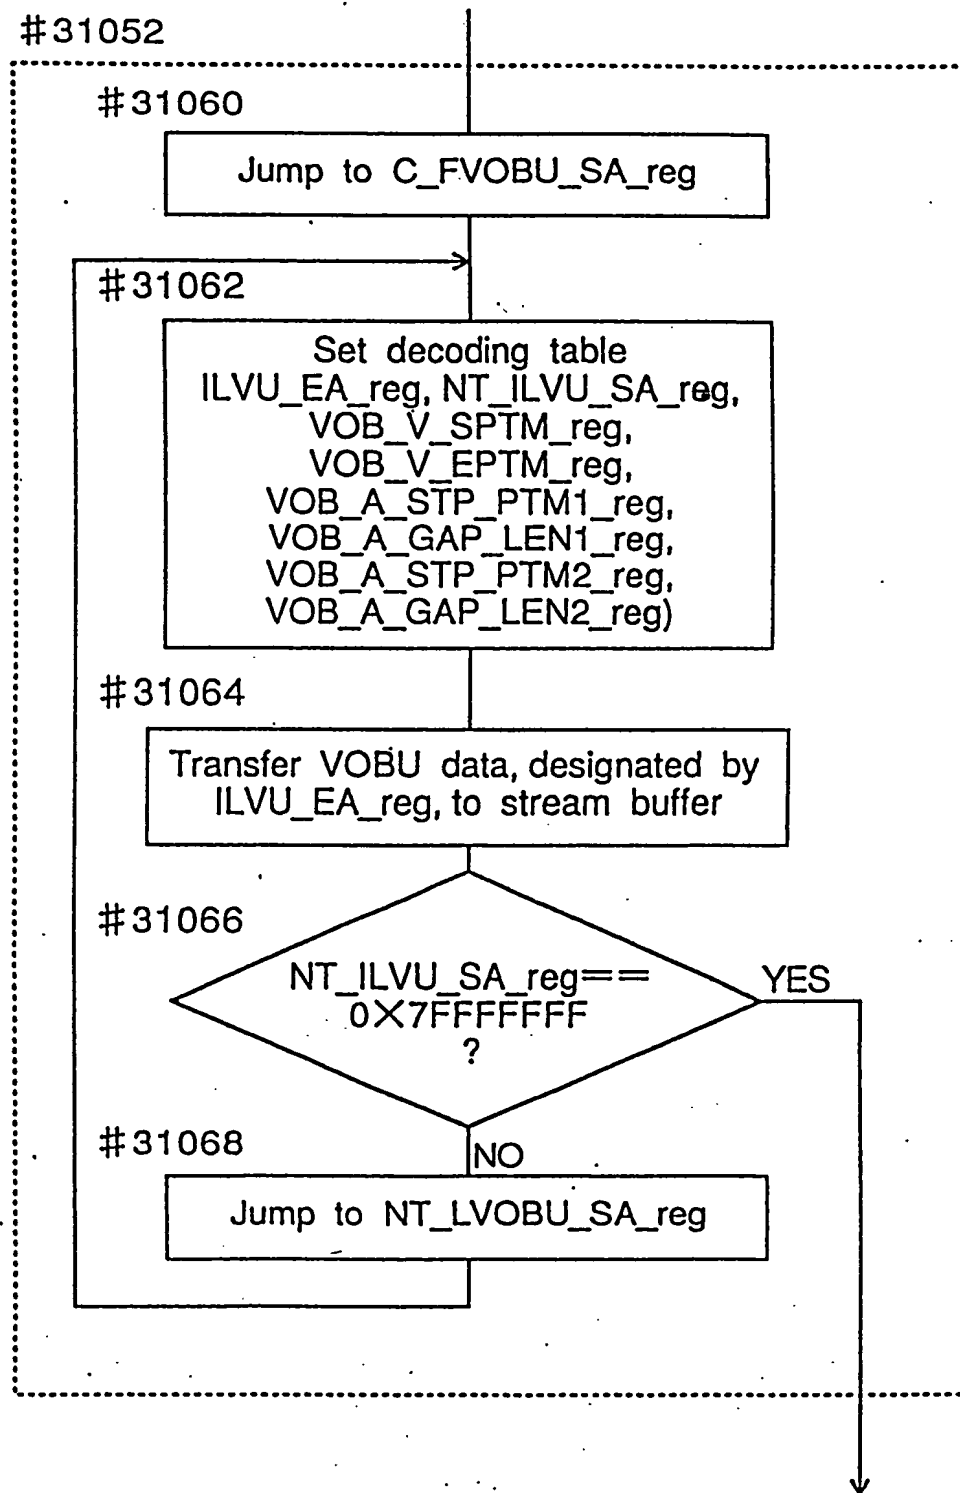 #31052
#31060
Jump to C_FVOBU_SA_reg
#31062
Set decoding table
ILVU_EA_reg, NT_ILVU_SA_reg,
VOB_V_SPTM_reg,
VOB_V_EPTM_reg,
VOB_A_STP_PTM1_reg,
VOB_A_GAP_LEN1_reg,
VOB_A_STP_PTM2_reg,
VOB_A_GAP_LEN2_reg)
#31064
Transfer VOBU data, designated by
ILVU_EA_reg, to stream buffer
#31066
NT_ILVU_SA_reg==
0X7FFFFFFF
?
YES
#31068
NO
Jump to NT_LVOBU_SA_reg